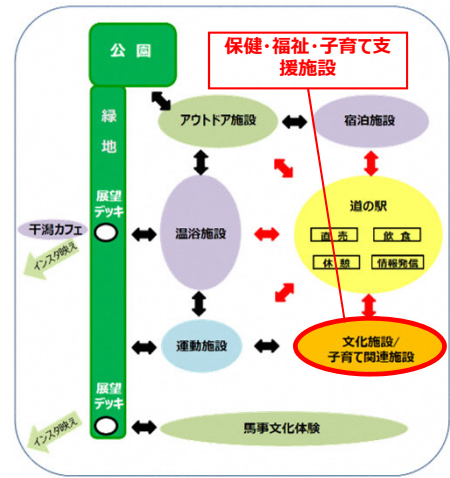 保健・福祉・子育て支
援施設
公園
緑
地
アウトドア施設
宿泊施設
展望
デッキ
干潟カフェ
インスタ映え
温浴施設
道の駅
直売
飲食
休憩
情報発信
運動施設
文化施設/
子育て関連施設
展望
デッキ
インスタ映え
馬事文化体験